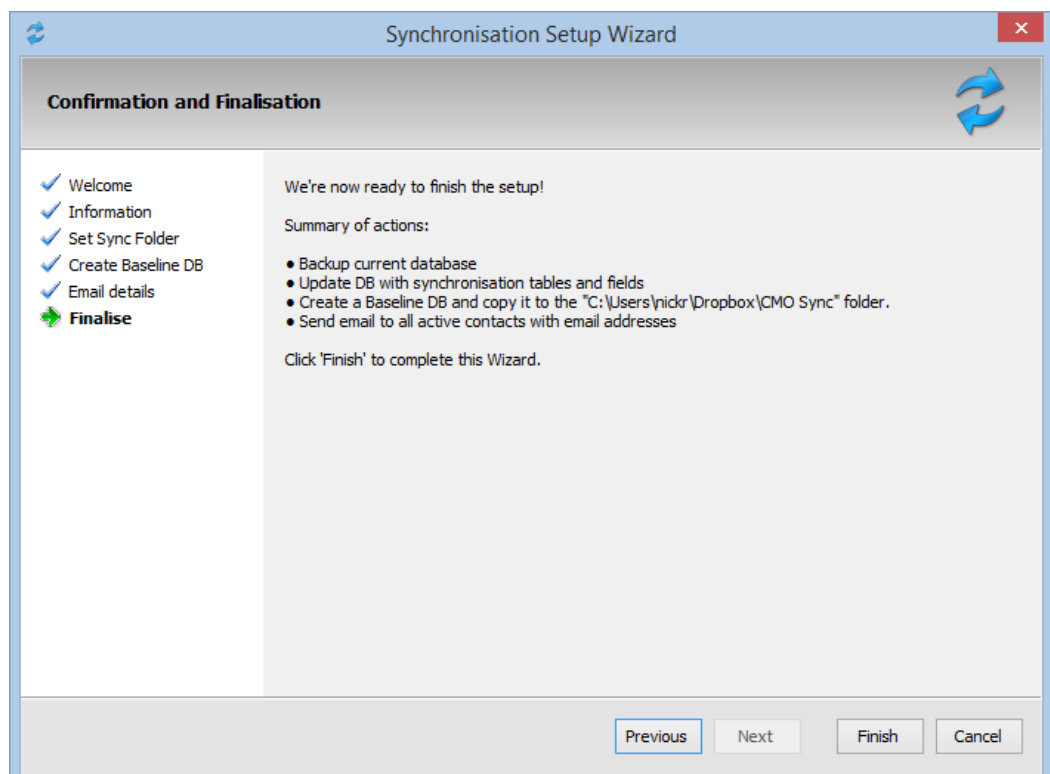 Synchronisation Setup Wizard
Confirmation and Finalisation
Welcome
Information
Set Sync Folder
Create Baseline DB
Email details
Finalise
We're now ready to finish the setup!
Summary of actions:
• Backup current database
• Update DB with synchronisation tables and fields
• Create a Baseline DB and copy it to the "C:\Users\nickr\Dropbox\CMO Sync" folder.
• Send email to all active contacts with email addresses
Click 'Finish' to complete this Wizard.
Previous Next Finish Cancel